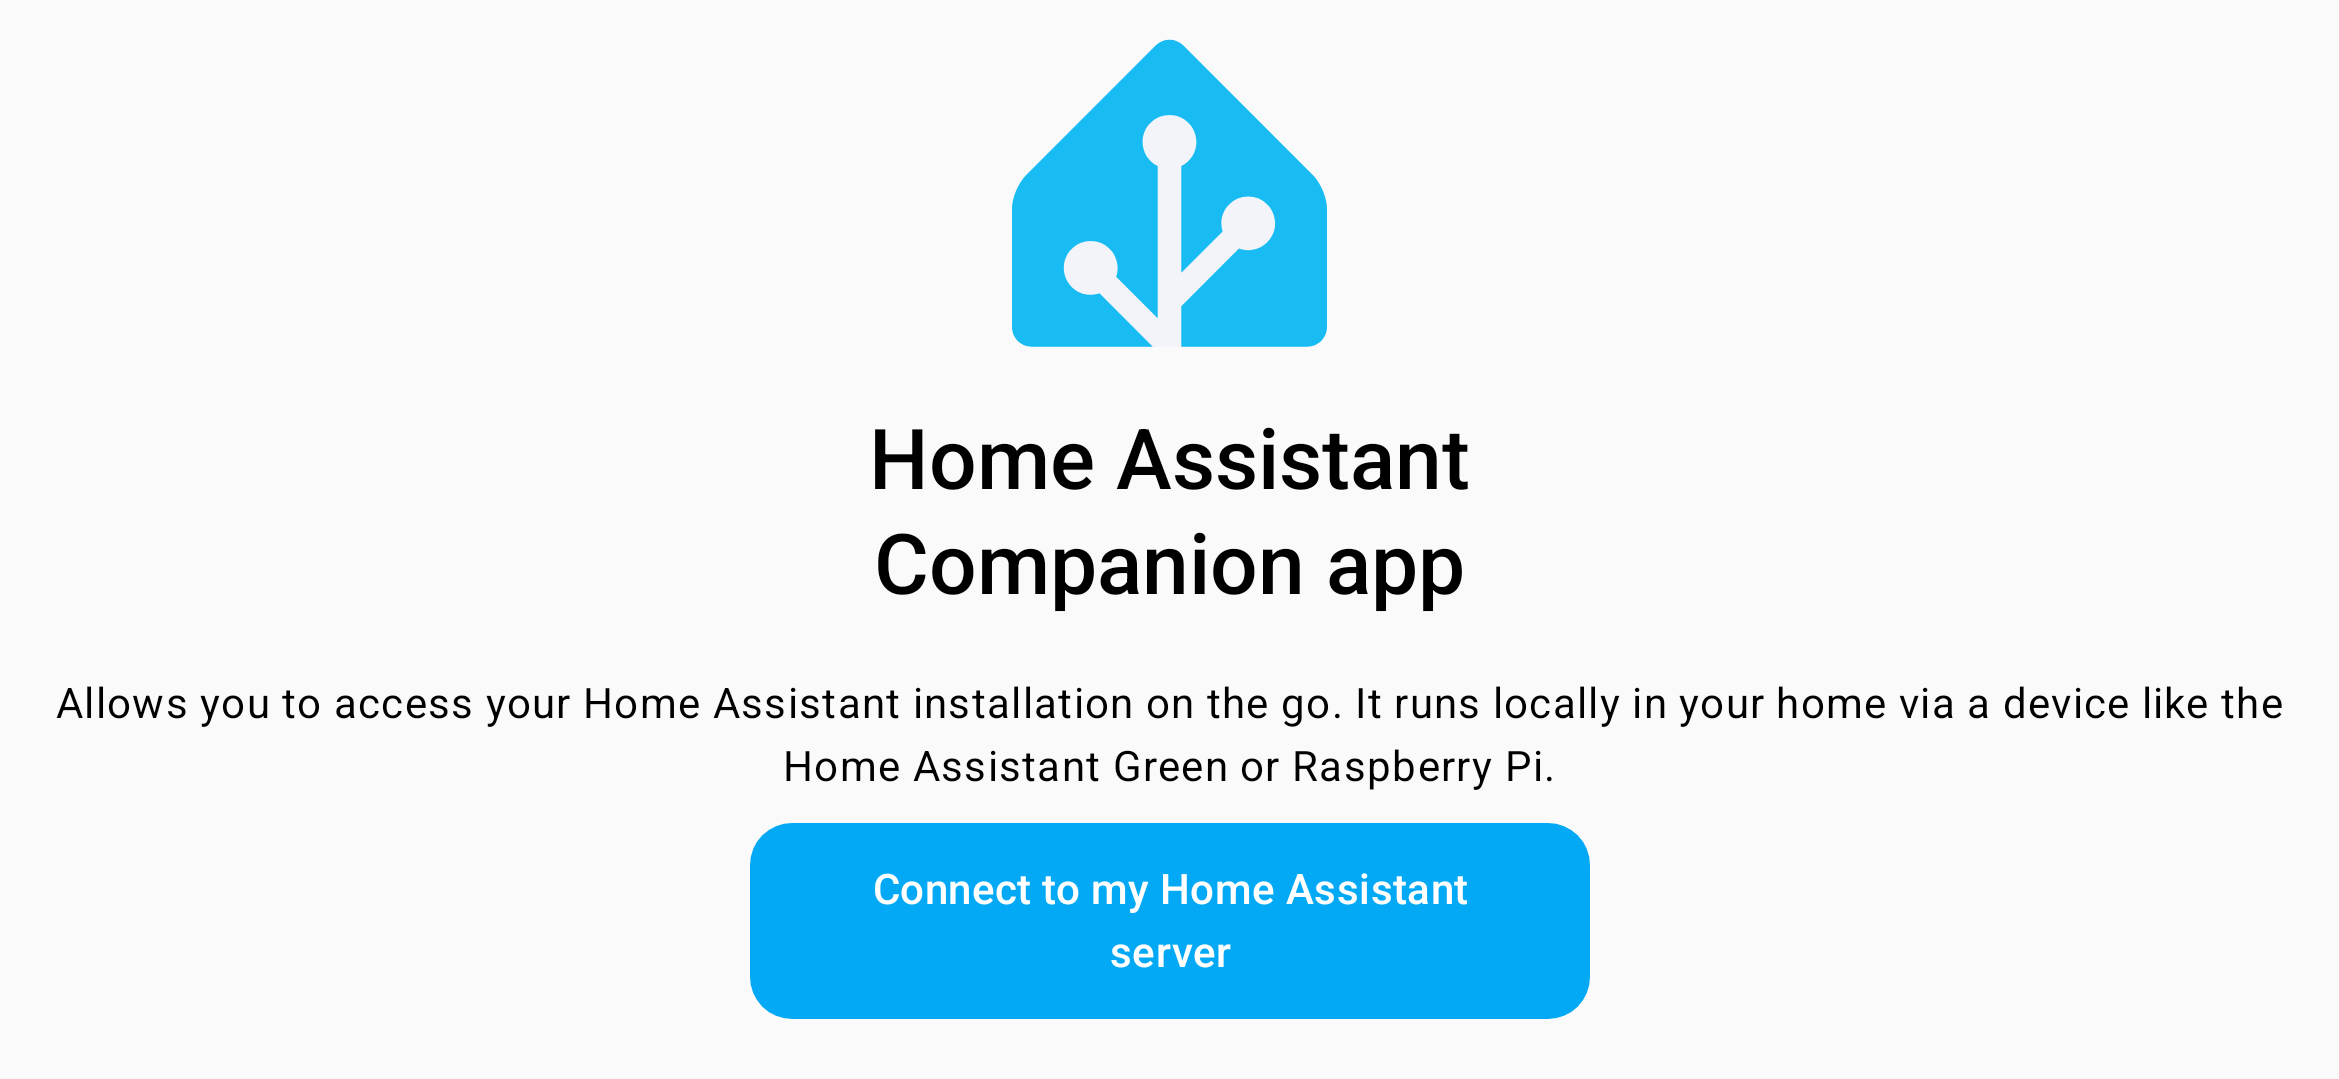 Home Assistant
Companion app
Allows you to access your Home Assistant installation on the go. It runs locally in your home via a device like the
Home Assistant Green or Raspberry Pi.
Connect to my Home Assistant
server